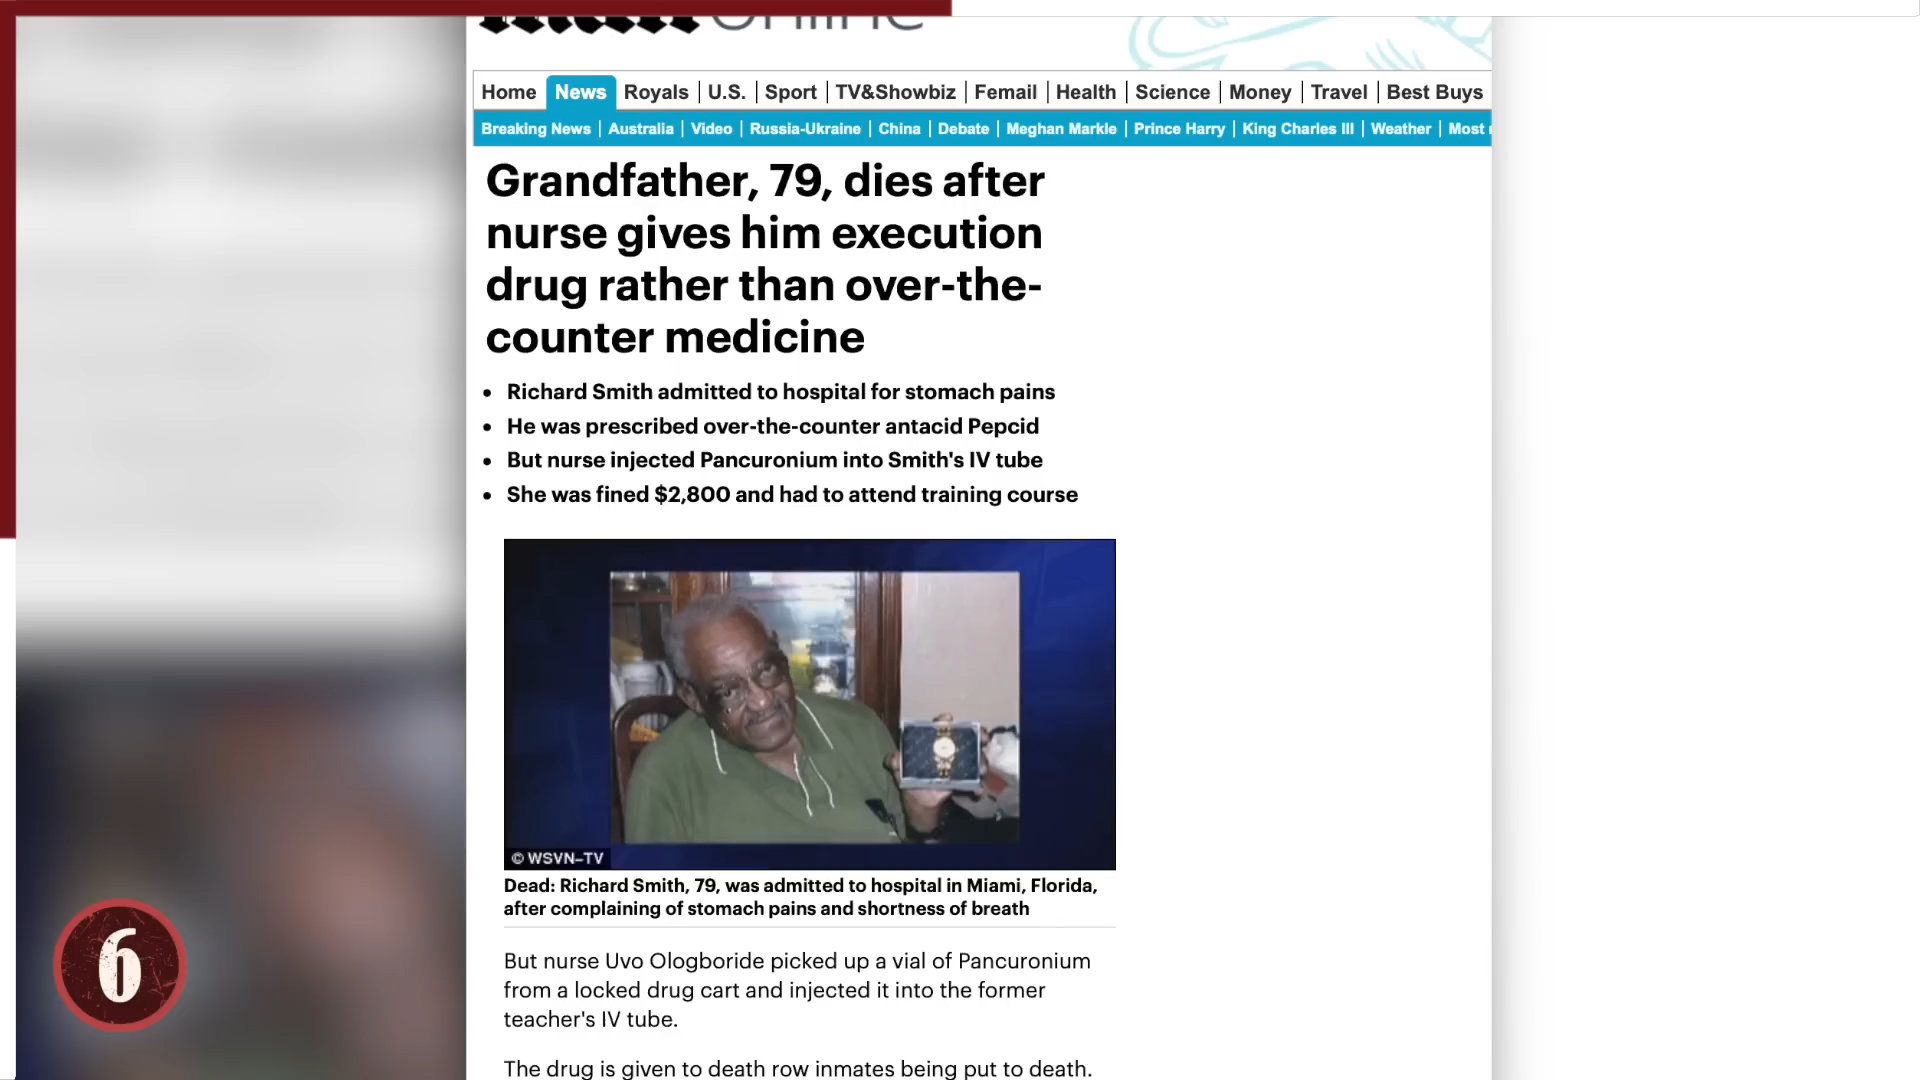 Online
Home News Royals U.S. Sport TV&Showbiz Femail Health Science Money Travel Best Buys
Breaking News Australia Video Russia-Ukraine China Debate Meghan Markle Prince Harry King Charles III Weather Most
Grandfather, 79, dies after
nurse gives him execution
drug rather than over-the-
counter medicine
• Richard Smith admitted to hospital for stomach pains
• He was prescribed over-the-counter antacid Pepcid
• But nurse injected Pancuronium into Smith's IV tube
• She was fined $2,800 and had to attend training course
© WSVN-TV
Dead: Richard Smith, 79, was admitted to hospital in Miami, Florida,
after complaining of stomach pains and shortness of breath
But nurse Uvo Ologboride picked up a vial of Pancuronium
from a locked drug cart and injected it into the former
teacher's IV tube.
The drug is given to death row inmates being put to death.
6